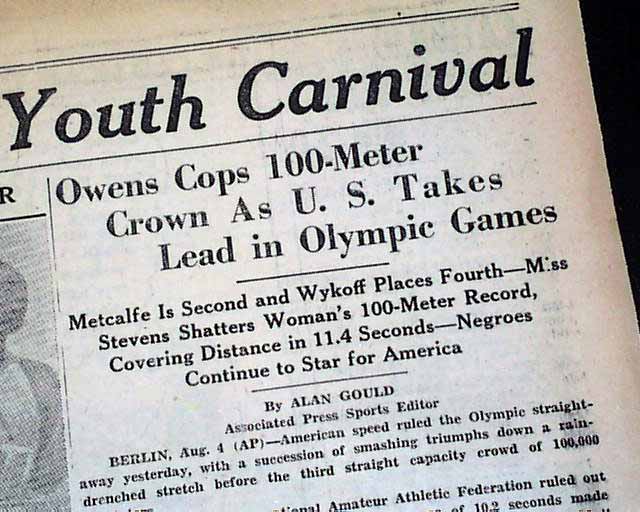 Youth Carnival
R
Owens Cops 100-Meter
Crown As U. S. Takes
Lead in Olympic Games
Metcalfe Is Second and Wykoff Places Fourth—M:ss
Stevens Shatters Woman's 100-Meter Record,
Covering Distance in 11.4 Seconds—Negroes
Continue to Star for America
By ALAN GOULD
Associated Press Sports Editor
BERLIN, Aug. 4 (AP)—American speed ruled the Olympic straight-
away yesterday, with a succession of smashing triumphs down a rain-
drenched stretch before the third straight capacity crowd of 100,000
Amateur Athletic Federation ruled out
of 10.2 seconds made